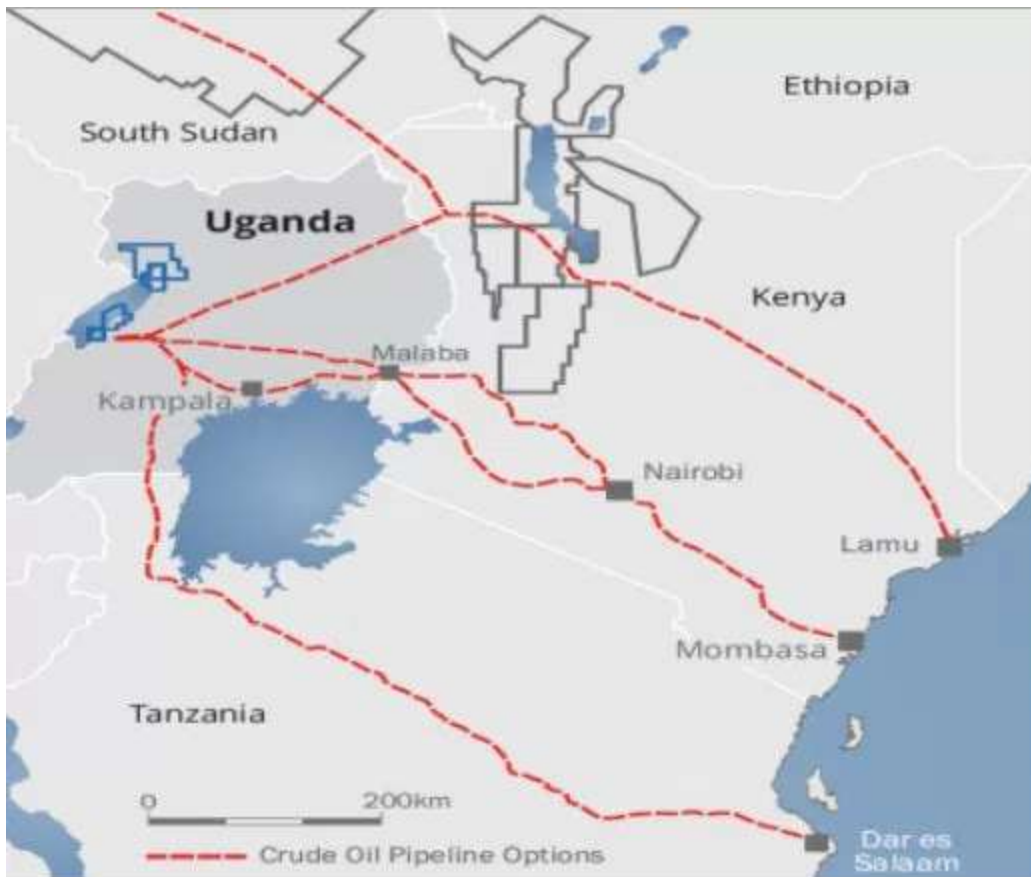 Ethiopia
South Sudan
Uganda
Kenya
Malaba
Kampala
Nairobi
Lamu
Mombasa
Tanzania
0
200km
Crude Oil Pipeline Options
Dar es
Salaam